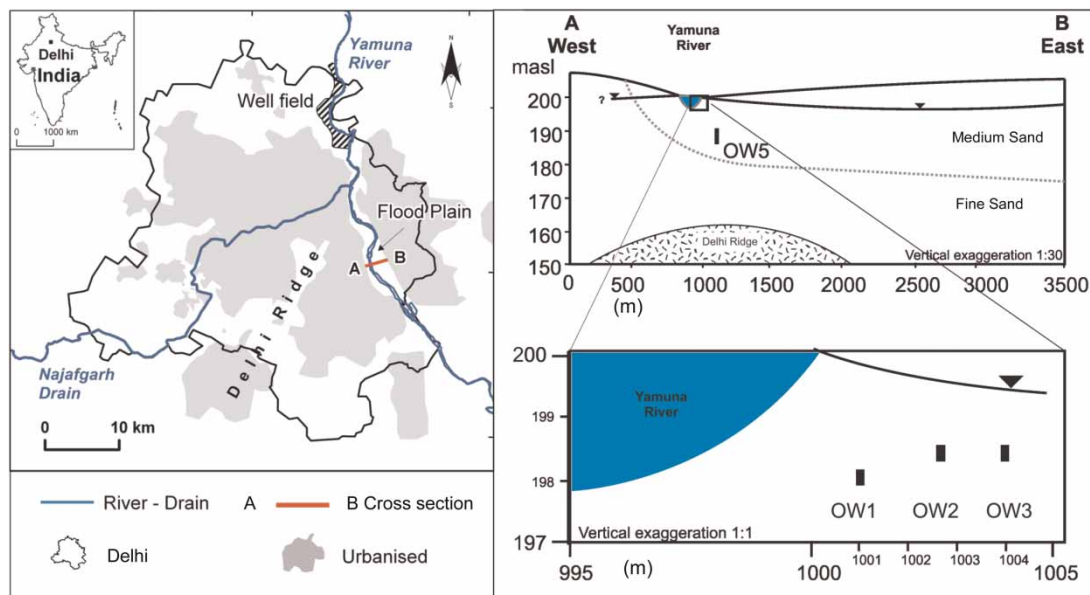 Delhi
India
0 1000 km
Yamuna
River
N
S
Well field
Flood Plain
A
B
Delhi Ridge
Najafgarh
Drain
0 10 km
River - Drain
A
B Cross section
Delhi
Urbanised
A
West
Yamuna
River
B
East
masl
200
190
180
170
160
150
?
OW5
Medium Sand
Fine Sand
Delhi Ridge
Vertical exaggeration 1:30
0 500 1000 2000 2500 3000 3500
(m)
200
199
198
197
Yamuna
River
OW1 OW2 OW3
Vertical exaggeration 1:1
995 (m) 1000 1001 1002 1003 1004 1005